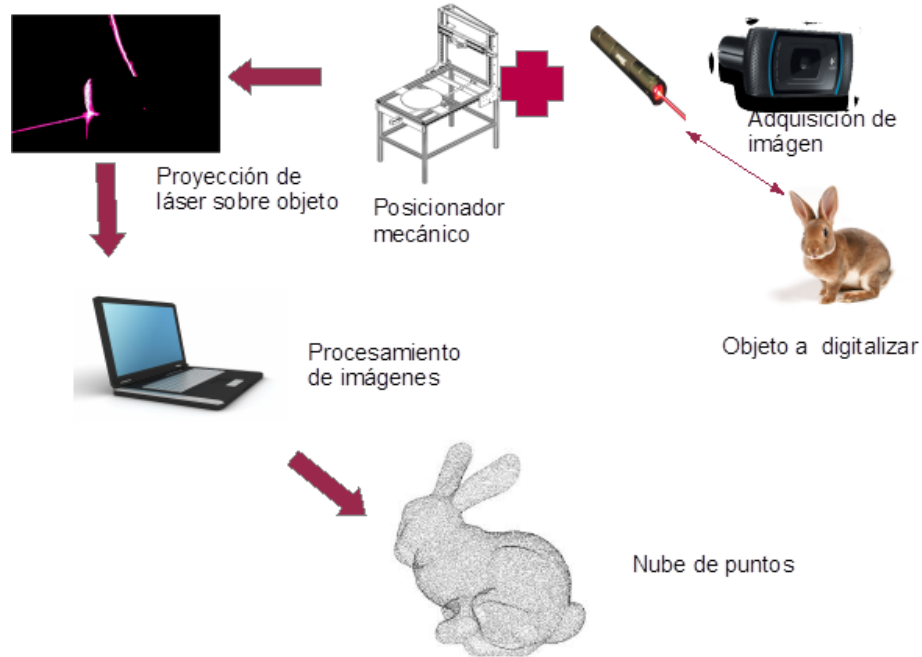 Adquisición de
imágen
Proyección de
láser sobre objeto
Posicionador
mecánico
Objeto a digitalizar
Procesamiento
de imágenes
Nube de puntos